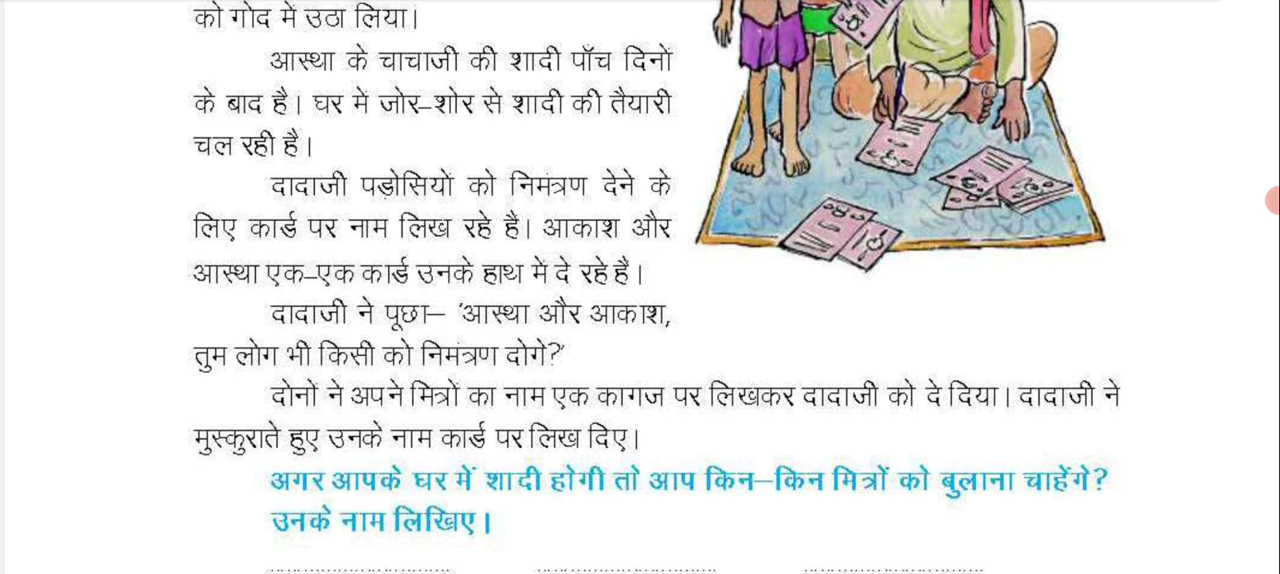 को गोद में उठा लिया।
आस्था के चाचाजी की शादी पाँच दिनों
के बाद है। घर में जोर–शोर से शादी की तैयारी
चल रही है।
दादाजी पड़ोसियों को निमंत्रण देने के
लिए कार्ड पर नाम लिख रहे हैं। आकाश और
आस्था एक–एक कार्ड उनके हाथ में दे रहे हैं।
दादाजी ने पूछा– 'आस्था और आकाश,
तुम लोग भी किसी को निमंत्रण दोगे?'
दोनों ने अपने मित्रों का नाम एक कागज पर लिखकर दादाजी को दे दिया। दादाजी ने
मुस्कुराते हुए उनके नाम कार्ड पर लिख दिए।
अगर आपके घर में शादी होगी तो आप किन–किन मित्रों को बुलाना चाहेंगे?
उनके नाम लिखिए।